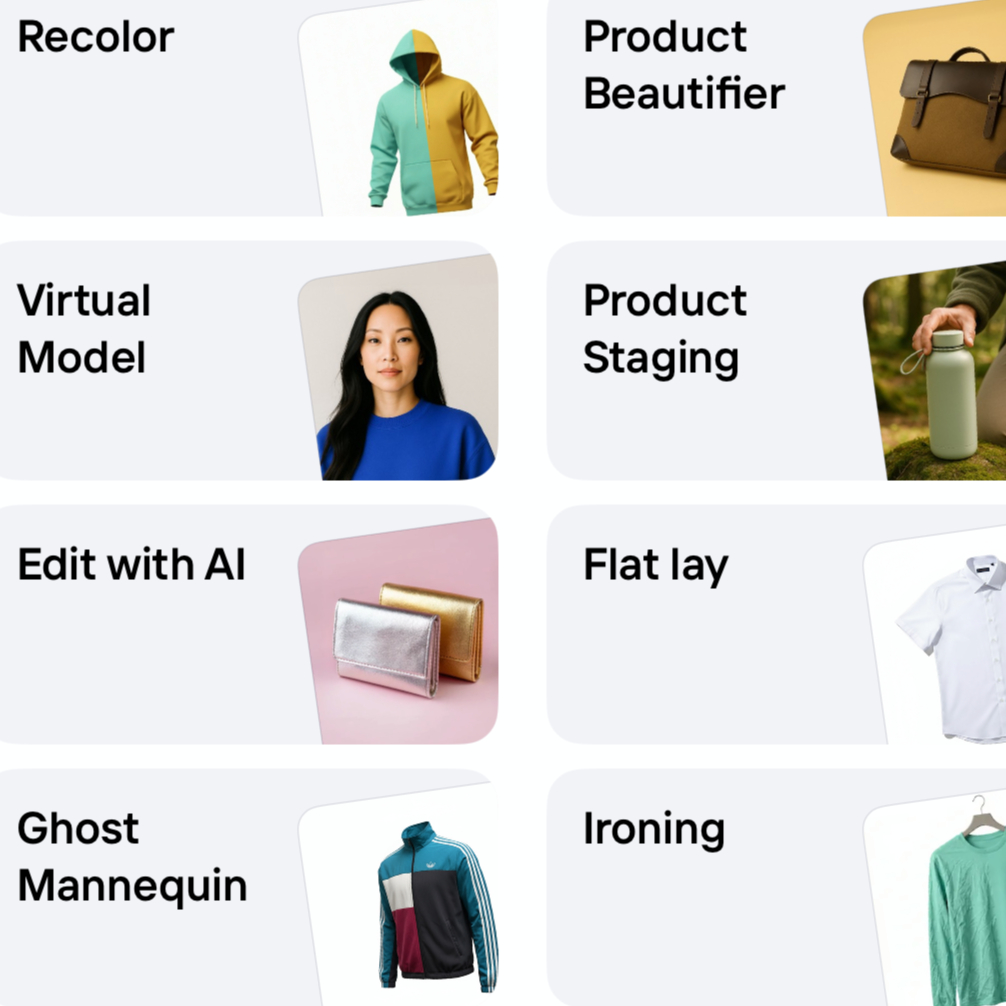 Recolor
Product
Beautifier
Virtual
Model
Product
Staging
Edit with AI
Flat lay
Ghost
Mannequin
Ironing